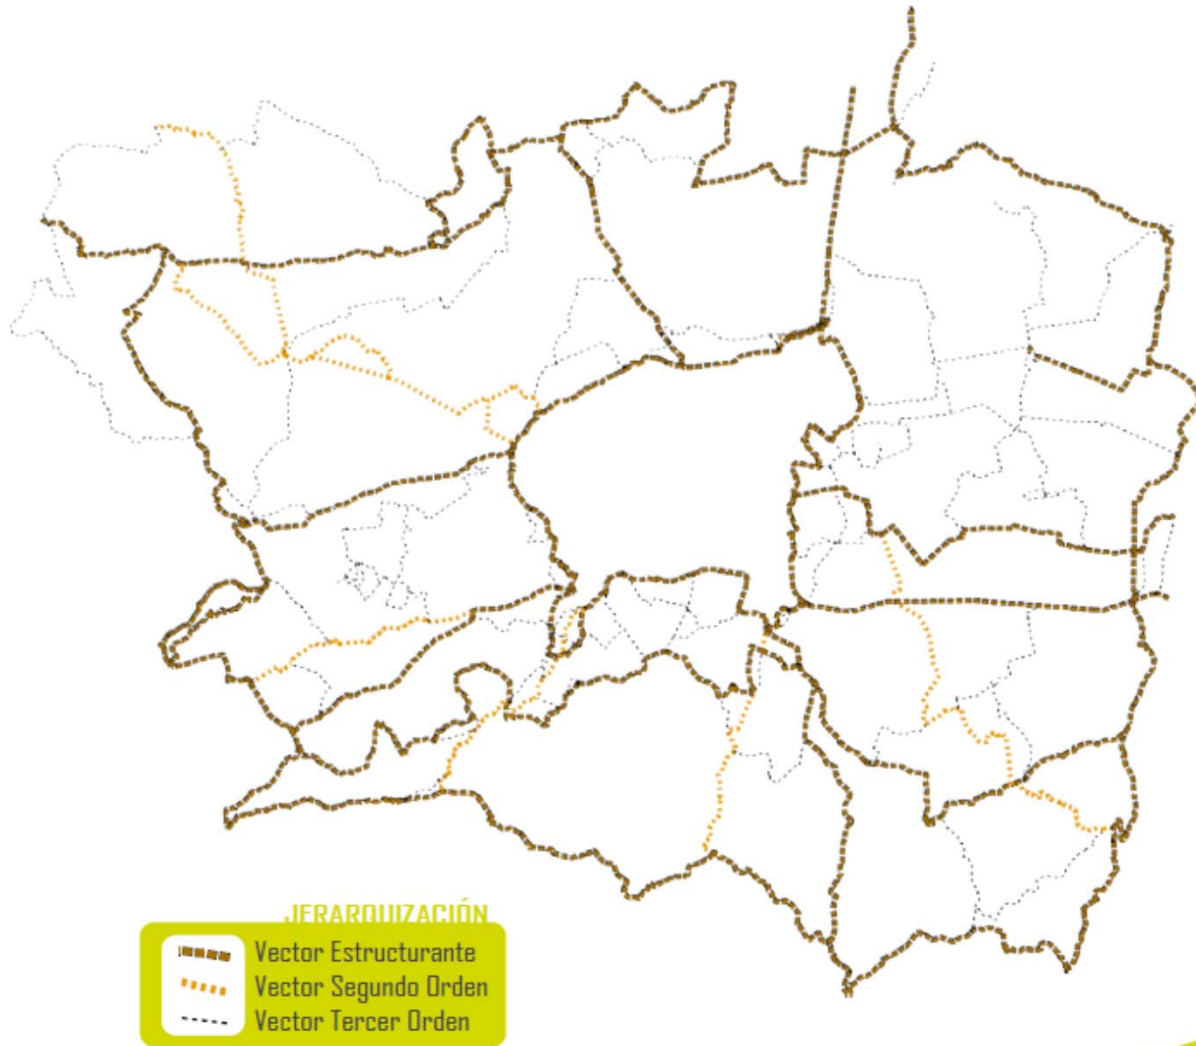 JERARQUIZACIÓN
Vector Estructurante
Vector Segundo Orden
Vector Tercer Orden